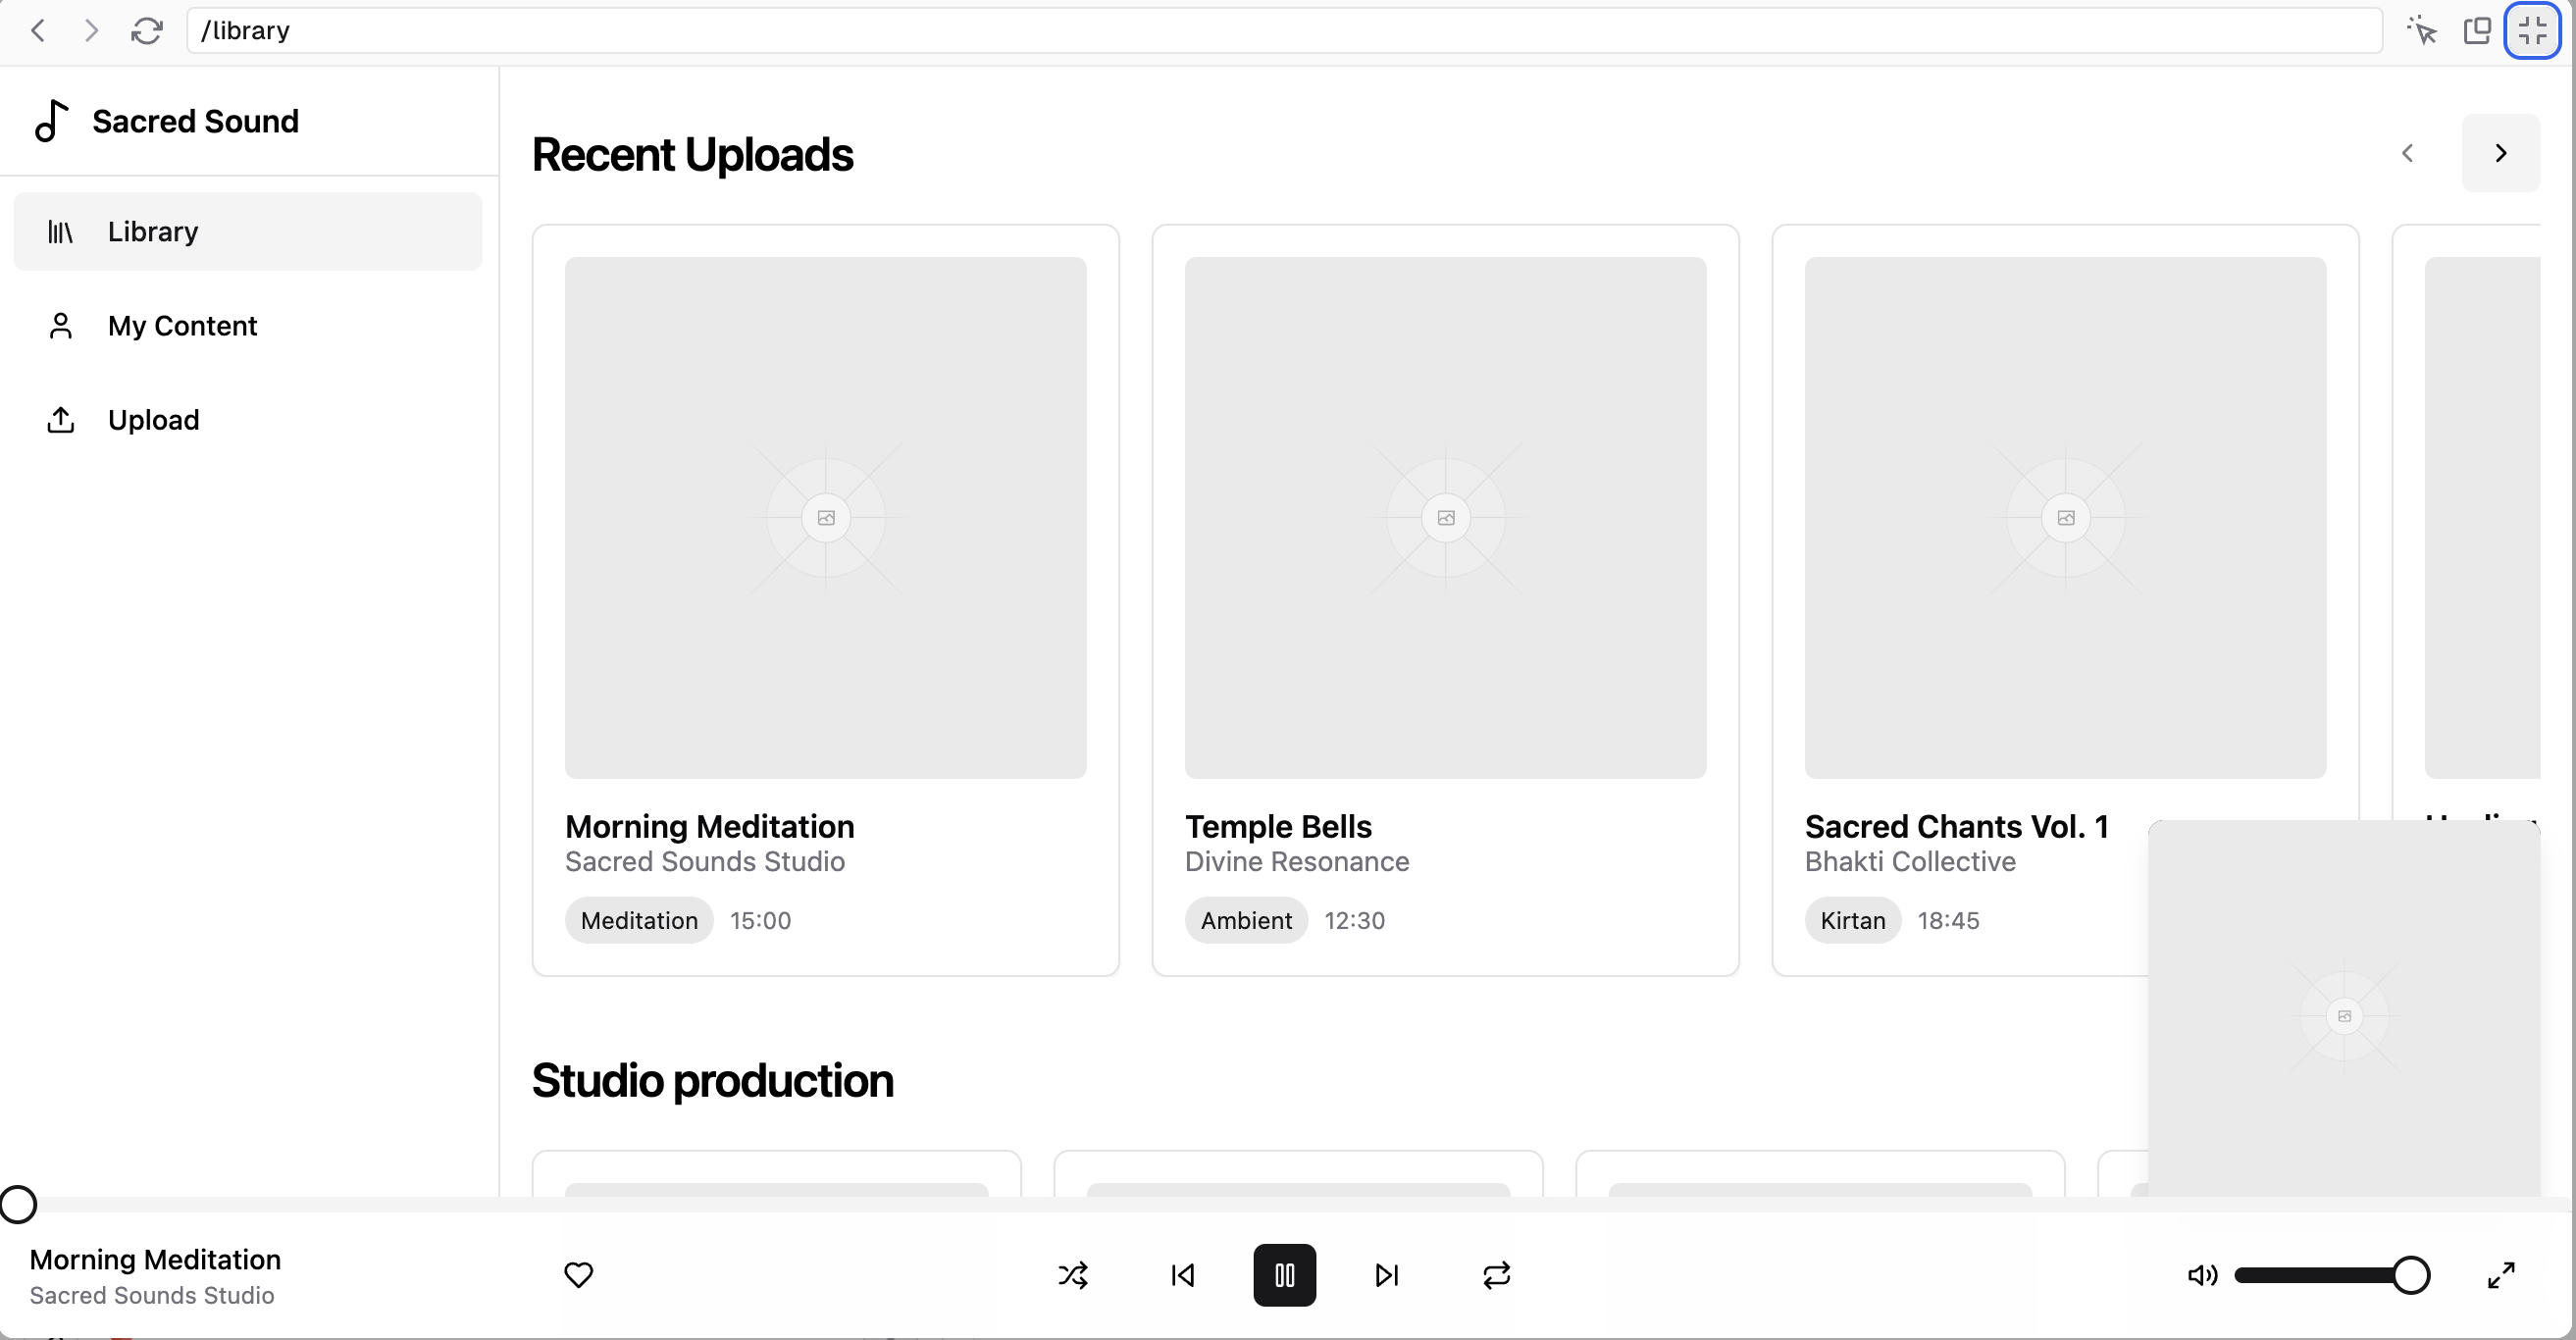 /library
Sacred Sound
Library
My Content
Upload
Recent Uploads
Morning Meditation
Sacred Sounds Studio
Meditation 15:00
Temple Bells
Divine Resonance
Ambient 12:30
Sacred Chants Vol. 1
Bhakti Collective
Kirtan 18:45
Studio production
Morning Meditation
Sacred Sounds Studio